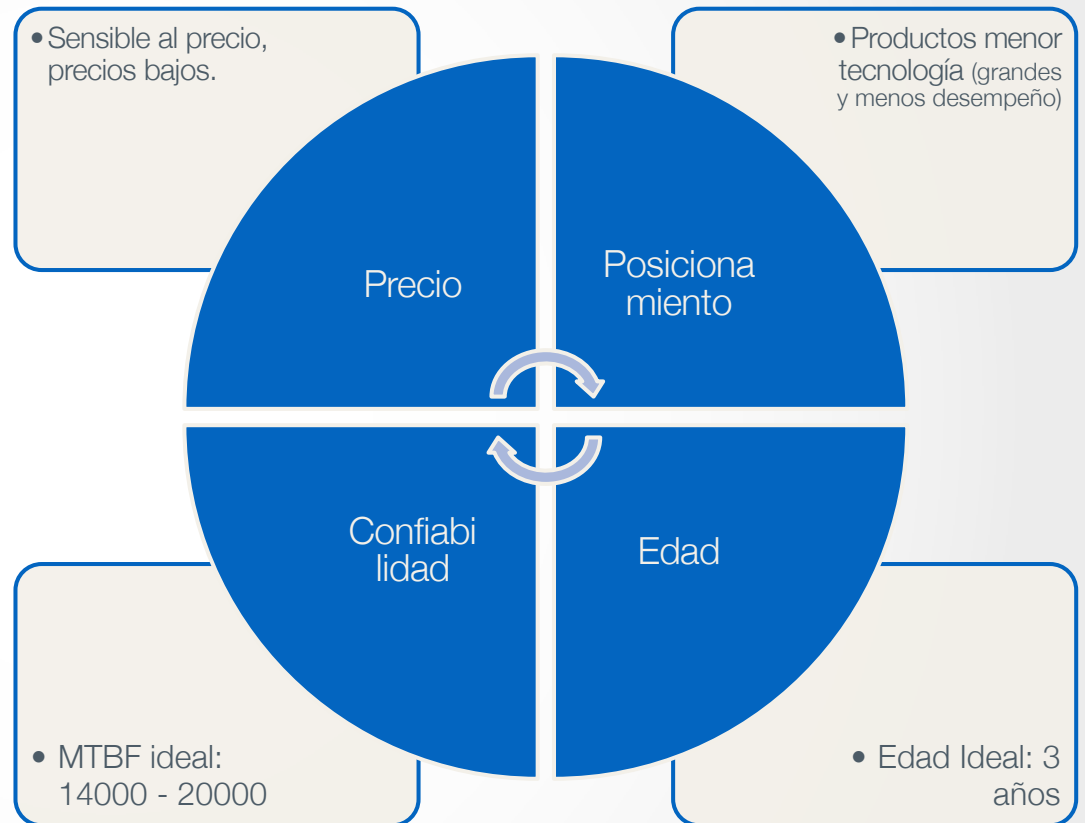 • Sensible al precio,
precios bajos.
• Productos menor
tecnología (grandes
y menos desempeño)
Precio
Posiciona
miento
Confiabi
lidad
Edad
• MTBF ideal:
14000 - 20000
• Edad Ideal: 3
años